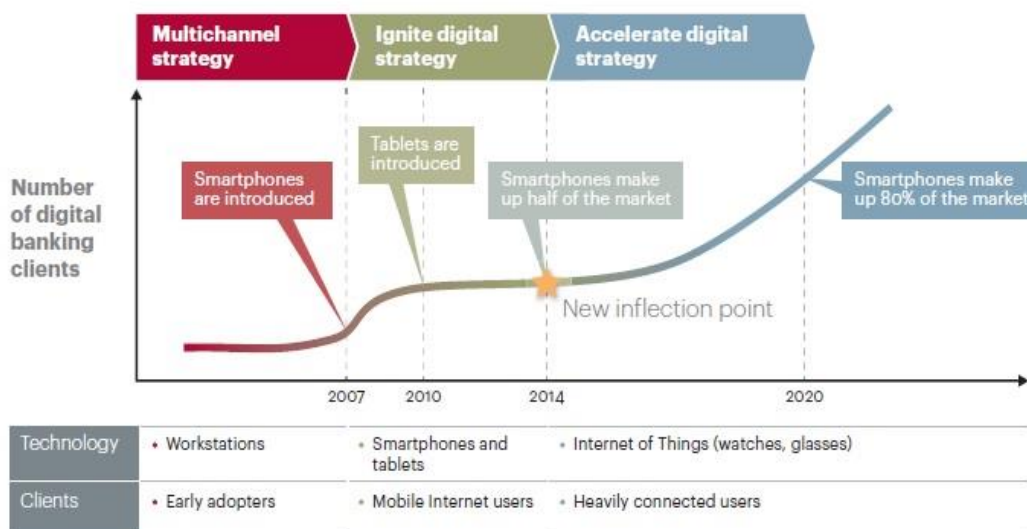 Multichannel
strategy
Ignite digital
strategy
Accelerate digital
strategy
Number
of digital
banking
clients
Smartphones
are introduced
Tablets are
introduced
Smartphones make
up half of the market
Smartphones make
up 80% of the market
New inflection point
2007
2010
2014
2020
Technology
• Workstations
• Smartphones and
tablets
• Internet of Things (watches, glasses)
Clients
• Early adopters
• Mobile Internet users
• Heavily connected users